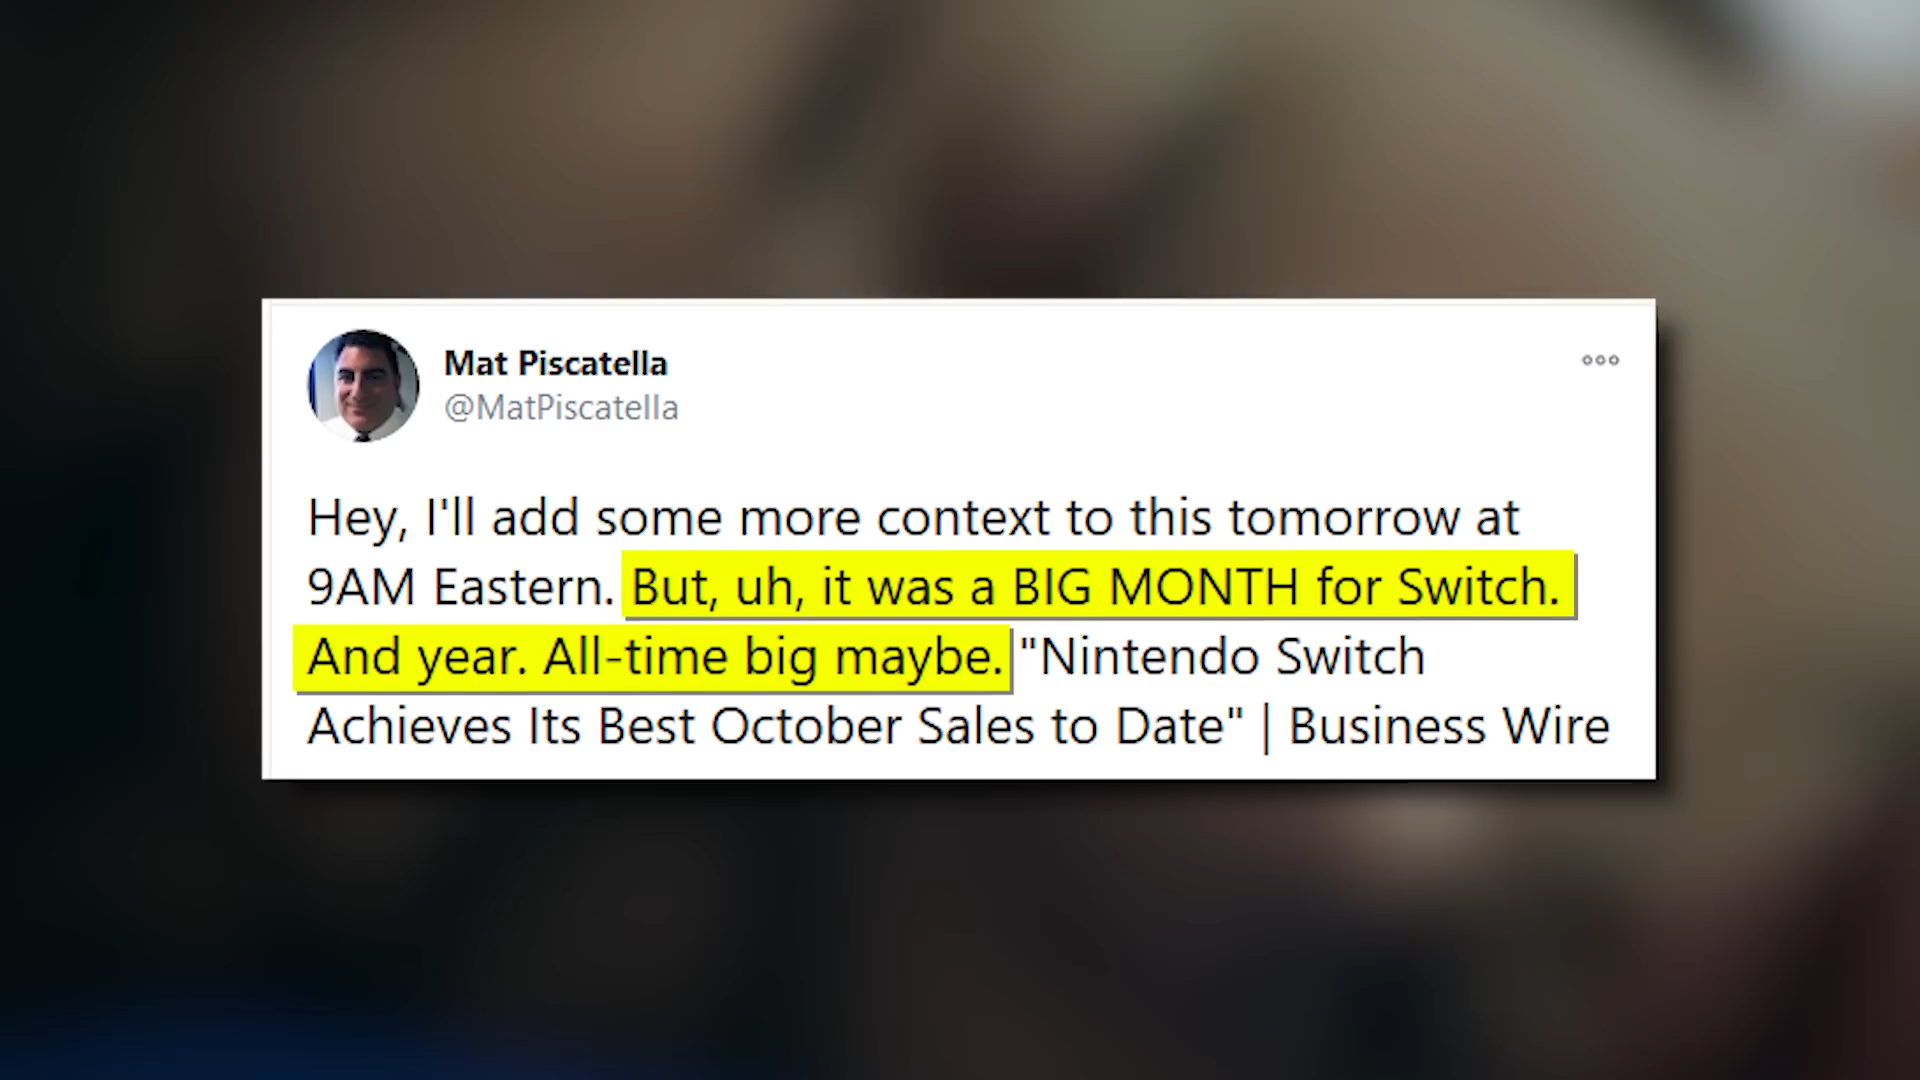 Mat Piscatella
@MatPiscatella
Hey, I'll add some more context to this tomorrow at
9AM Eastern. But, uh, it was a BIG MONTH for Switch.
And year. All-time big maybe. "Nintendo Switch
Achieves Its Best October Sales to Date" | Business Wire